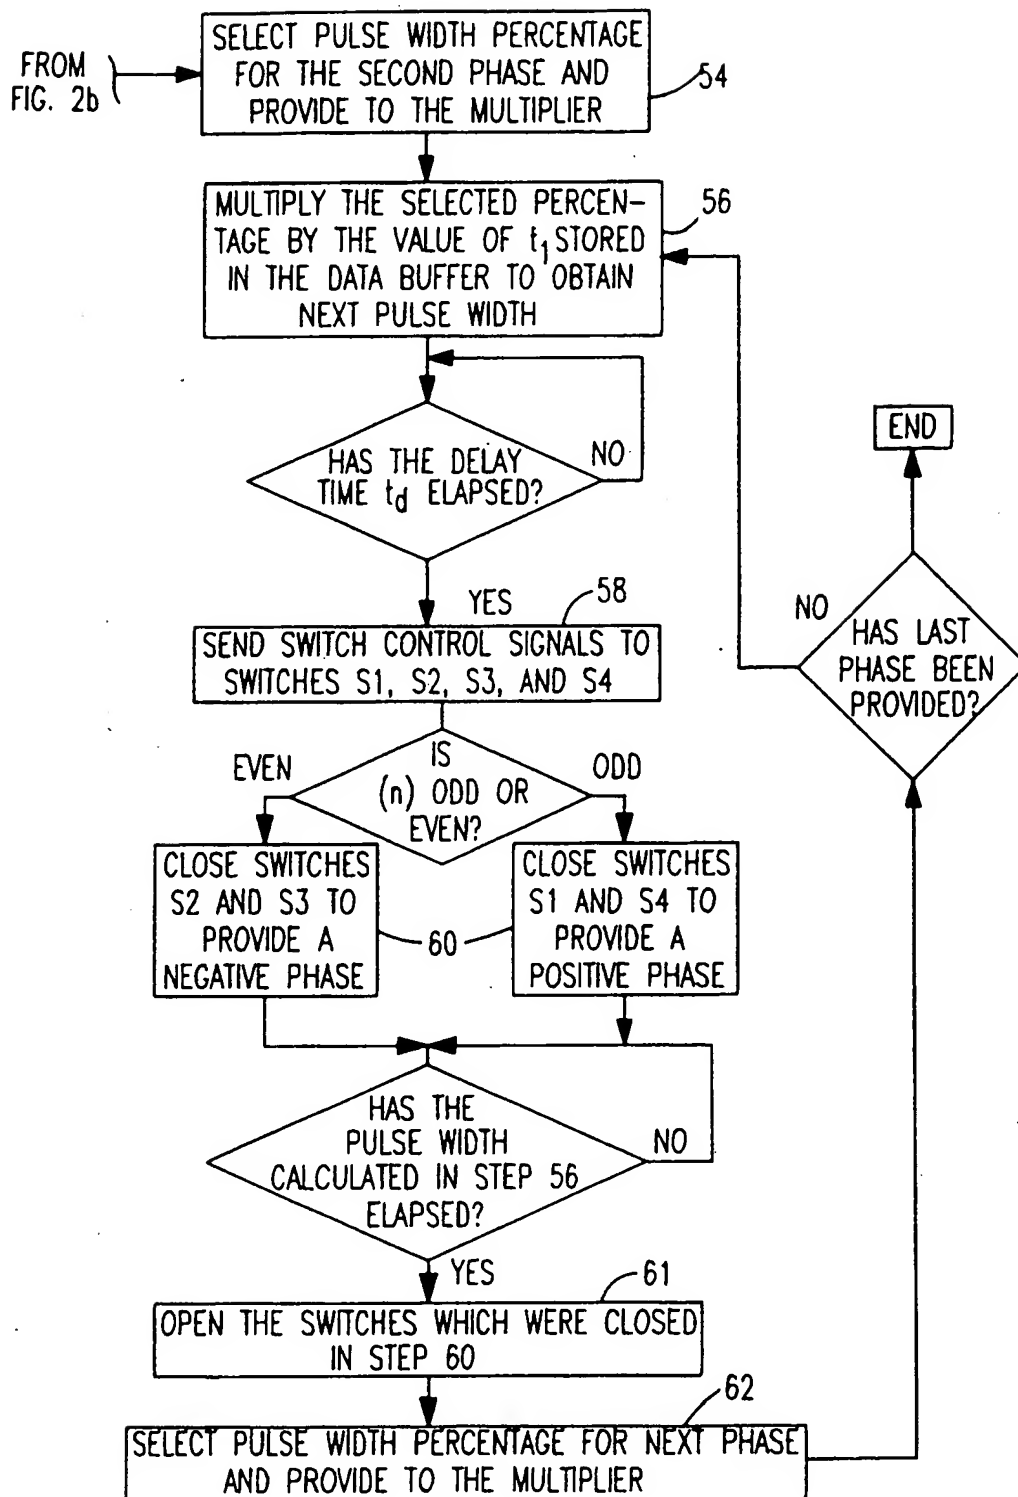 FROM
FIG. 2b
SELECT PULSE WIDTH PERCENTAGE
FOR THE SECOND PHASE AND
PROVIDE TO THE MULTIPLIER
54
MULTIPLY THE SELECTED PERCEN-
TAGE BY THE VALUE OF t1 STORED
IN THE DATA BUFFER TO OBTAIN
NEXT PULSE WIDTH
56
HAS THE DELAY
TIME td ELAPSED?
NO
YES
58
SEND SWITCH CONTROL SIGNALS TO
SWITCHES S1, S2, S3, AND S4
IS
(n) ODD OR
EVEN?
EVEN
ODD
CLOSE SWITCHES
S2 AND S3 TO
PROVIDE A
NEGATIVE PHASE
60
CLOSE SWITCHES
S1 AND S4 TO
PROVIDE A
POSITIVE PHASE
HAS THE
PULSE WIDTH
CALCULATED IN STEP 56
ELAPSED?
NO
YES
61
OPEN THE SWITCHES WHICH WERE CLOSED
IN STEP 60
62
SELECT PULSE WIDTH PERCENTAGE FOR NEXT PHASE
AND PROVIDE TO THE MULTIPLIER
HAS LAST
PHASE BEEN
PROVIDED?
NO
END